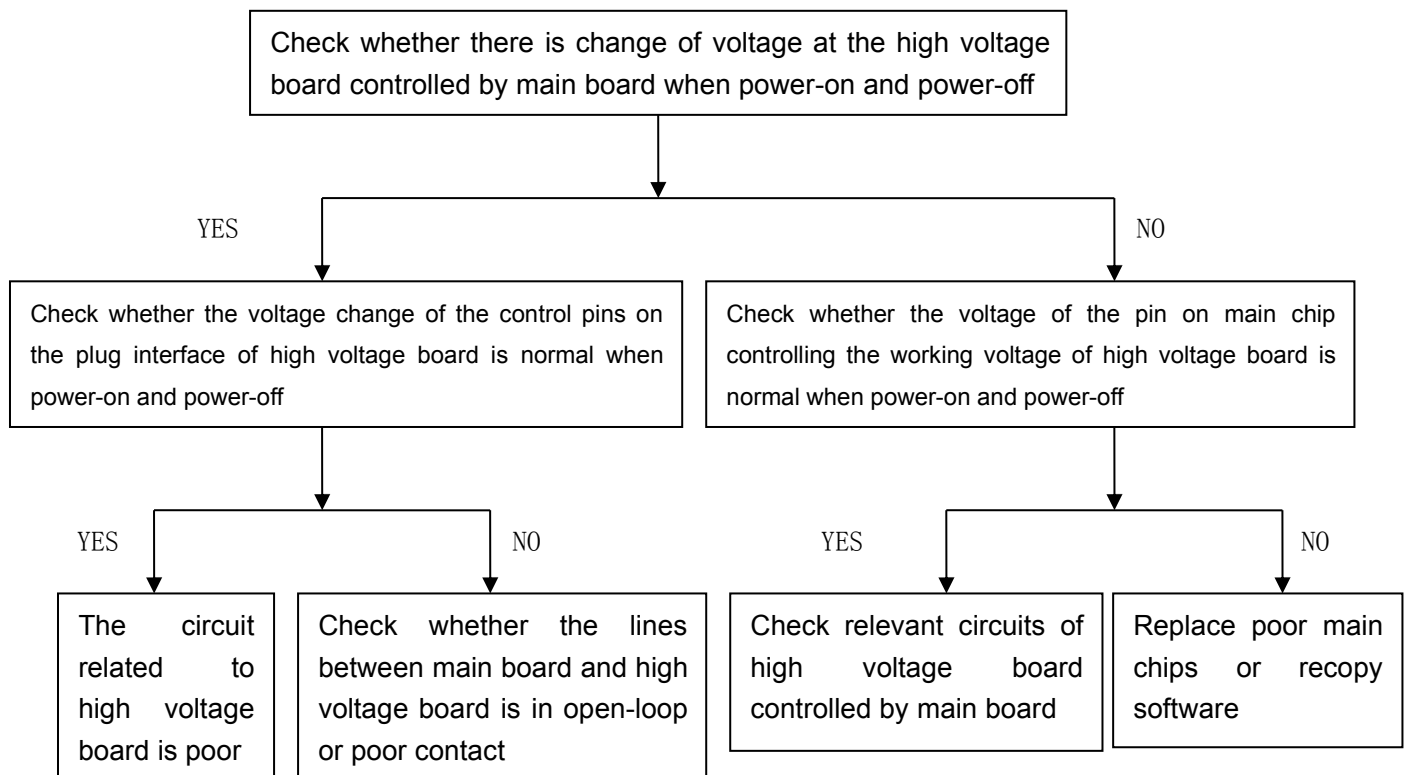 Check whether there is change of voltage at the high voltage
board controlled by main board when power-on and power-off
YES
NO
Check whether the voltage change of the control pins on
the plug interface of high voltage board is normal when
power-on and power-off
Check whether the voltage of the pin on main chip
controlling the working voltage of high voltage board is
normal when power-on and power-off
YES
NO
YES
NO
The circuit
related to
high voltage
board is poor
Check whether the lines
between main board and high
voltage board is in open-loop
or poor contact
Check relevant circuits of
high voltage board
controlled by main board
Replace poor main
chips or recopy
software